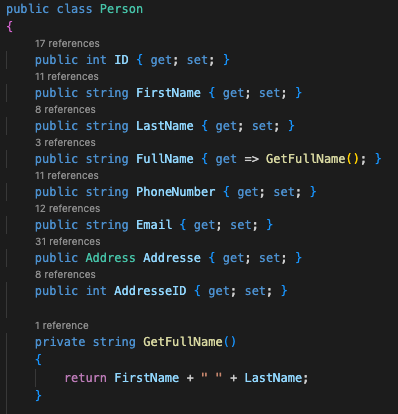 public class Person
{
17 references
public int ID { get; set; }
11 references
public string FirstName { get; set; }
8 references
public string LastName { get; set; }
3 references
public string FullName { get => GetFullName(); }
11 references
public string PhoneNumber { get; set; }
12 references
public string Email { get; set; }
31 references
public Address Addresse { get; set; }
8 references
public int AddresseID { get; set; }
1 reference
private string GetFullName()
{
return FirstName + " " + LastName;
}